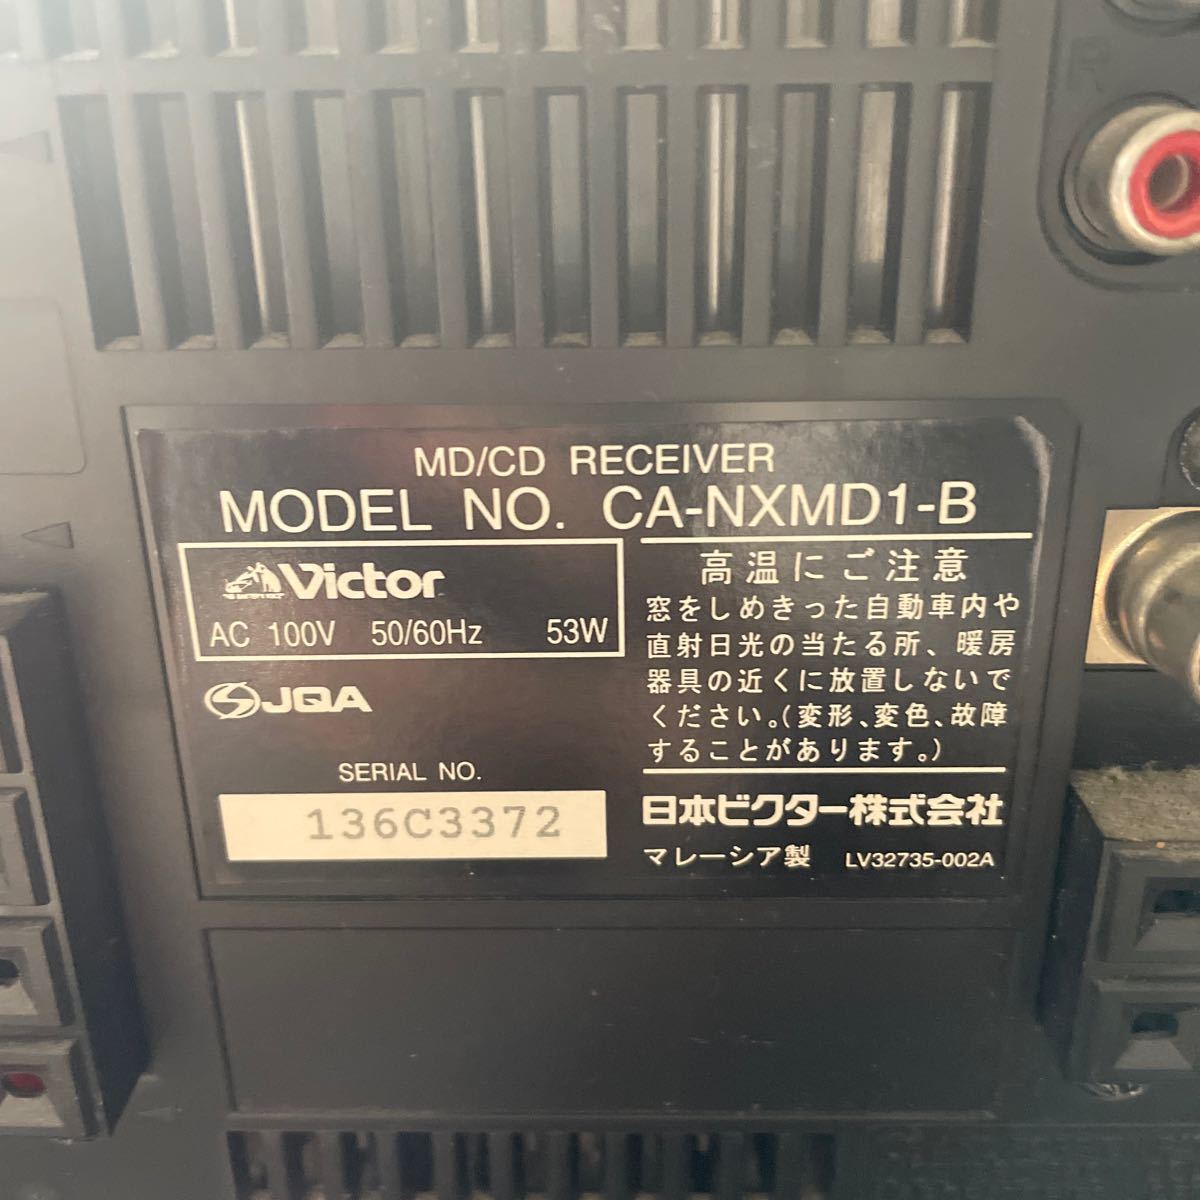 MD/CD RECEIVER
MODEL NO. CA-NXMD1-B
Victor
AC 100V 50/60Hz 53W
JQA
SERIAL NO.
136C3372
高温にご注意
窓をしめきった自動車内や
直射日光の当たる所、暖房
器具の近くに放置しないで
ください。(変形、変色、故障
することがあります。)
日本ビクター株式会社
マレーシア製 LV32735-002A